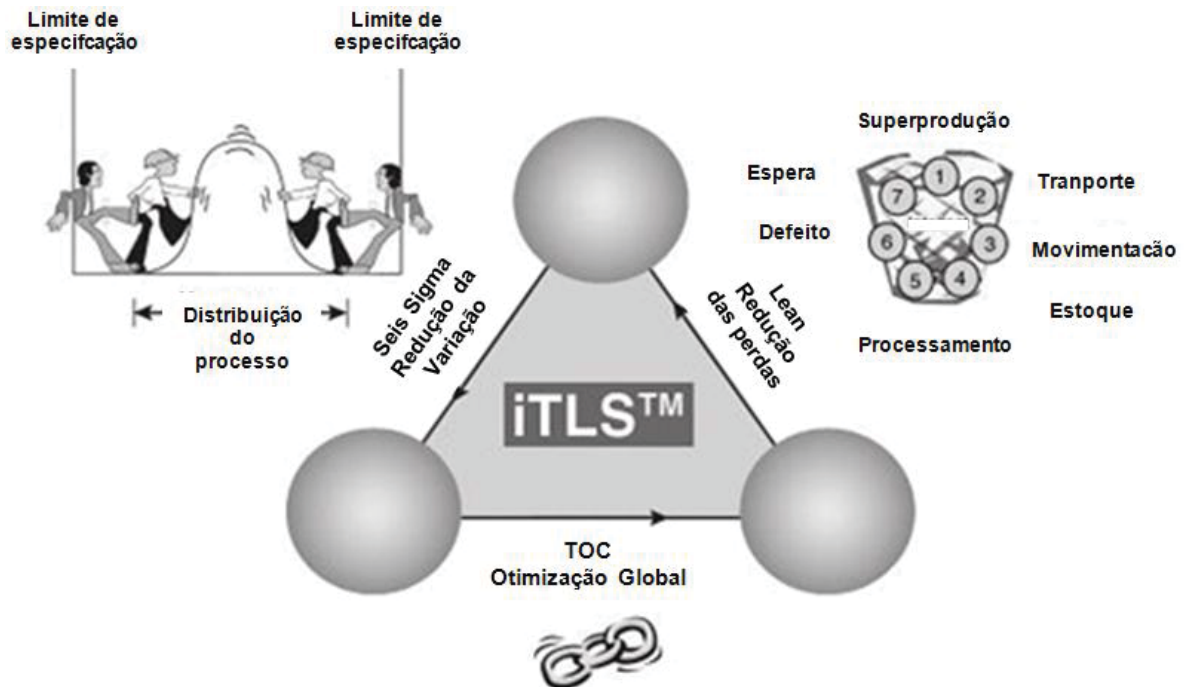 Limite de
especifcação
Limite de
especifcação
Distribuição
do
processo
Superprodução
Espera
Tranporte
Defeito
Movimentacão
Estoque
Processamento
1
2
3
4
5
6
7
Seis Sigma
Redução da
Variação
Lean
Redução
das perdas
iTLS™
TOC
Otimização Global